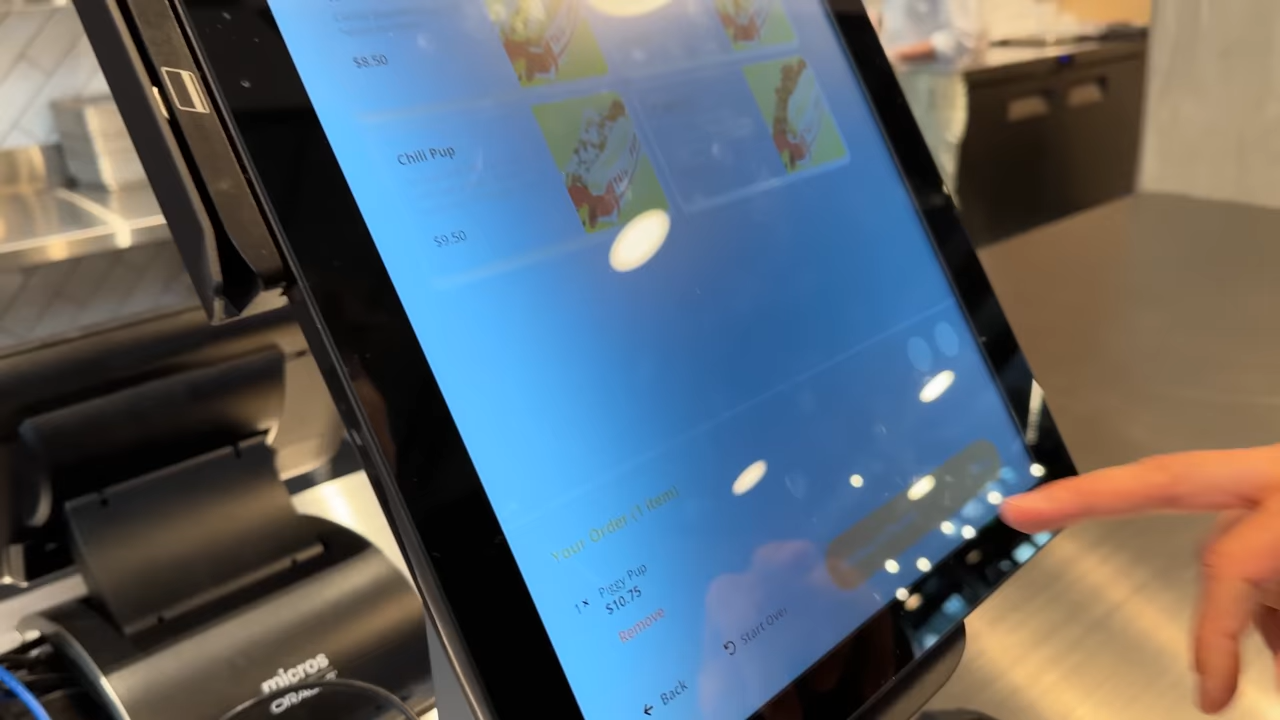 $8.50
Chili Pup
$9.50
Your Order (1 item)
1 × Piggy Pup
$10.75
Remove
Start Over
← Back
micros
ORACLE